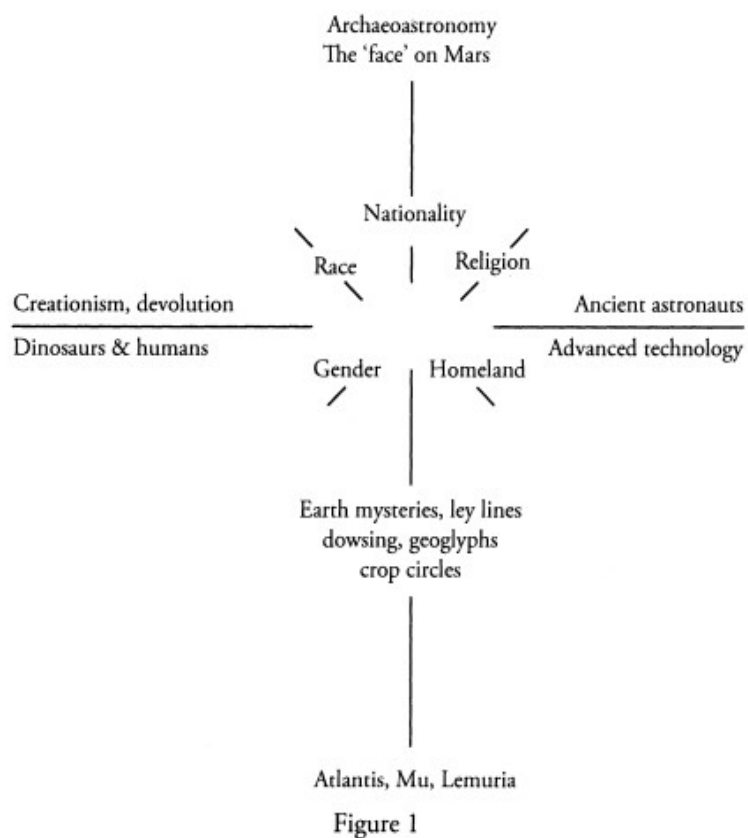 Archaeoastronomy
The ‘face’ on Mars
Nationality
Race
Religion
Creationism, devolution
Ancient astronauts
Dinosaurs & humans
Advanced technology
Gender
Homeland
Earth mysteries, ley lines
dowsing, geoglyphs
crop circles
Atlantis, Mu, Lemuria
Figure 1